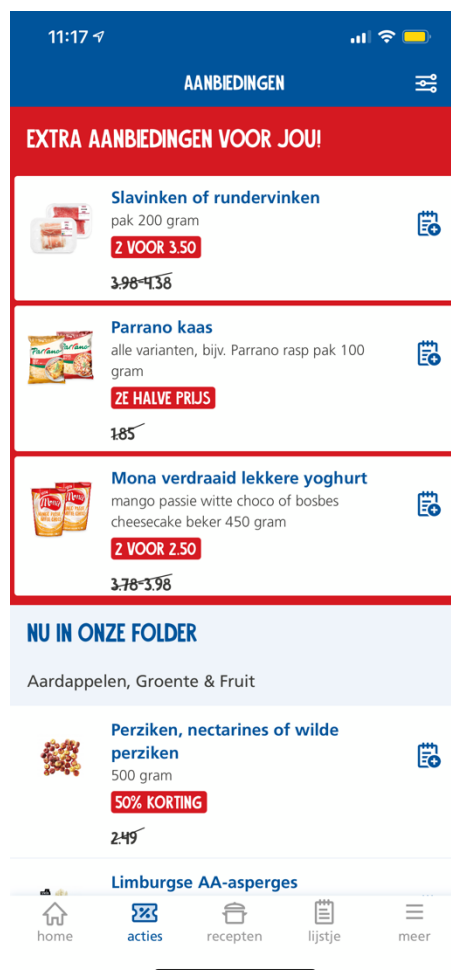 11:17
AANBIEDINGEN
EXTRA AANBIEDINGEN VOOR JOU!
Slavinken of rundervinken
pak 200 gram
2 VOOR 3.50
3.98-4.38
Parrano kaas
alle varianten, bijv. Parrano rasp pak 100
gram
2E HALVE PRIJS
1.85
Mona verdraaid lekkere yoghurt
mango passie witte choco of bosbes
cheesecake beker 450 gram
2 VOOR 2.50
3.78-3.98
NU IN ONZE FOLDER
Aardappelen, Groente & Fruit
Perziken, nectarines of wilde
perziken
500 gram
50% KORTING
2.49
Limburgse AA-asperges
home acties recepten lijstje meer